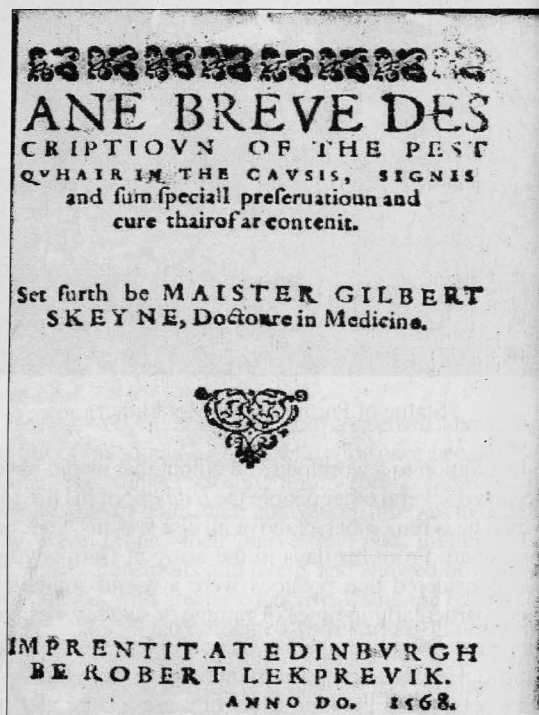 ANE BREVE DES
CRIPTIOVN OF THE PEST
QVHAIR IN THE CAVSIS, SIGNIS
and ſum ſpeciall preſeruatioun and
cure thairof ar contenit.
Set furth be MAISTER GILBERT
SKEYNE, Doctoure in Medicine.
IMPRENTIT AT EDINBVRGH
BE ROBERT LEKPREVIK.
ANNO DO. 1568.